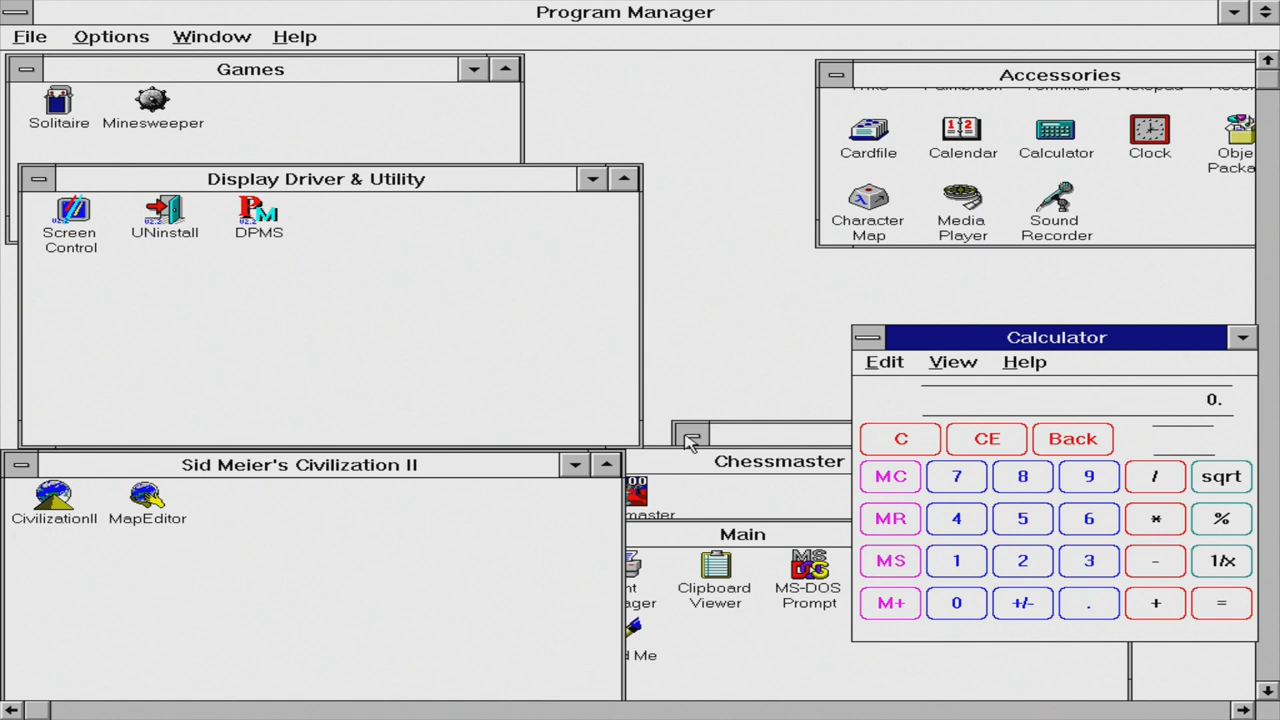 Program Manager
File Options Window Help
Games
Solitaire Minesweeper
Display Driver & Utility
Screen Control
UNinstall
DPMS
Accessories
Cardfile Calendar Calculator Clock
Character Map
Media Player
Sound Recorder
Calculator
Edit View Help
0.
C CE Back
MC 7 8 9 / sqrt
MR 4 5 6 * %
MS 1 2 3 - 1/x
M+ 0 +/- . + =
Sid Meier's Civilization II
CivilizationII MapEditor
Chessmaster
Main
Clipboard Viewer
MS-DOS Prompt